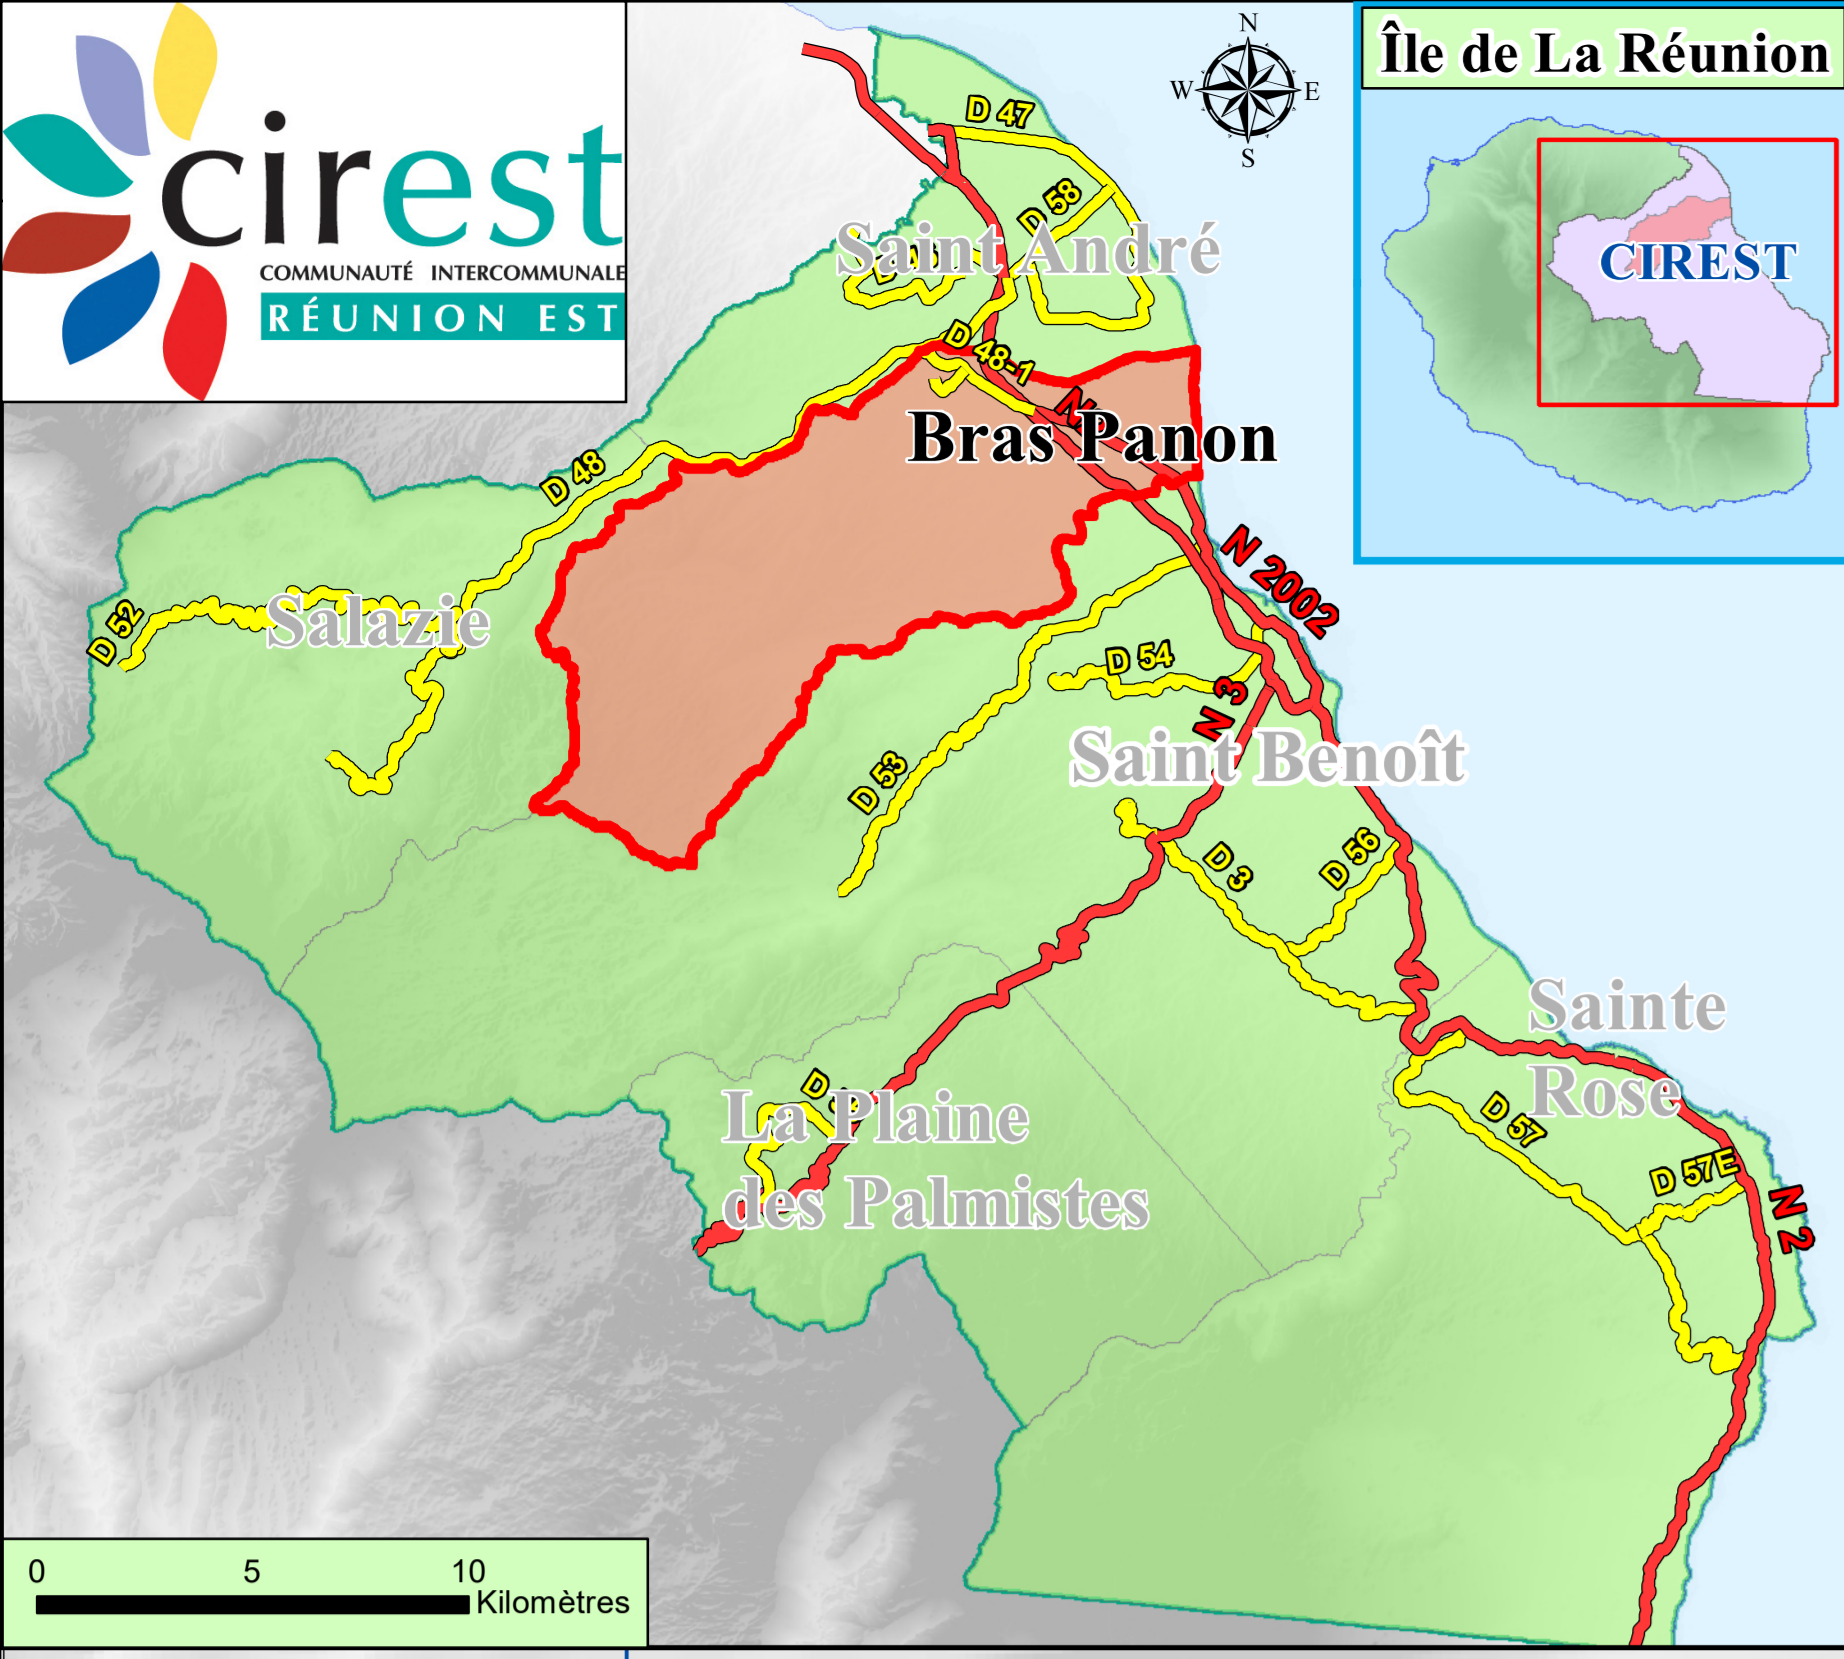 cirest
COMMUNAUTÉ INTERCOMMUNALE
RÉUNION EST
N
W E
S
Île de La Réunion
CIREST
D 47
D 58
Saint André
D 48-1
Bras Panon
D 48
N 2002
D 52
Salazie
D 54
N 3
Saint Benoît
D 53
D 3
D 56
Sainte
Rose
La Plaine
des Palmistes
D 57
D 57E
N 2
0 5 10
Kilomètres